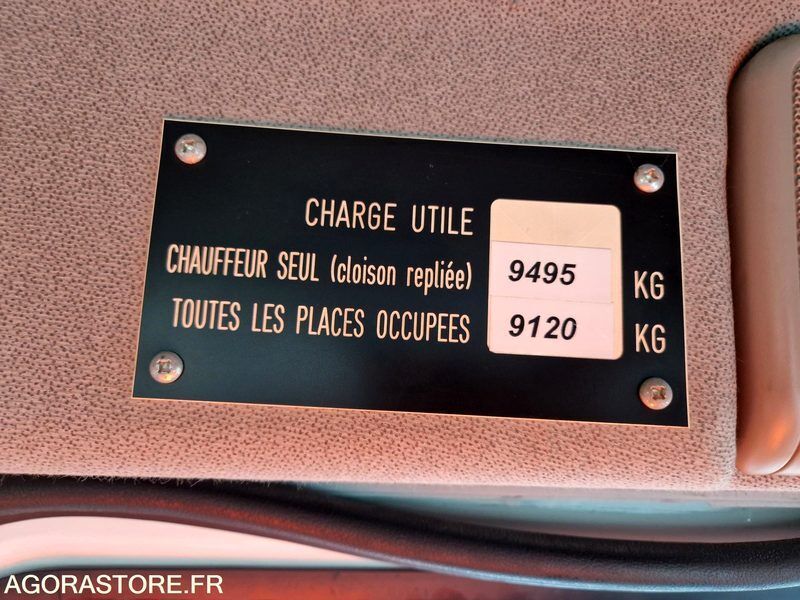 CHARGE UTILE
CHAUFFEUR SEUL (cloison repliée) 9495 KG
TOUTES LES PLACES OCCUPEES 9120 KG
AGORASTORE.FR